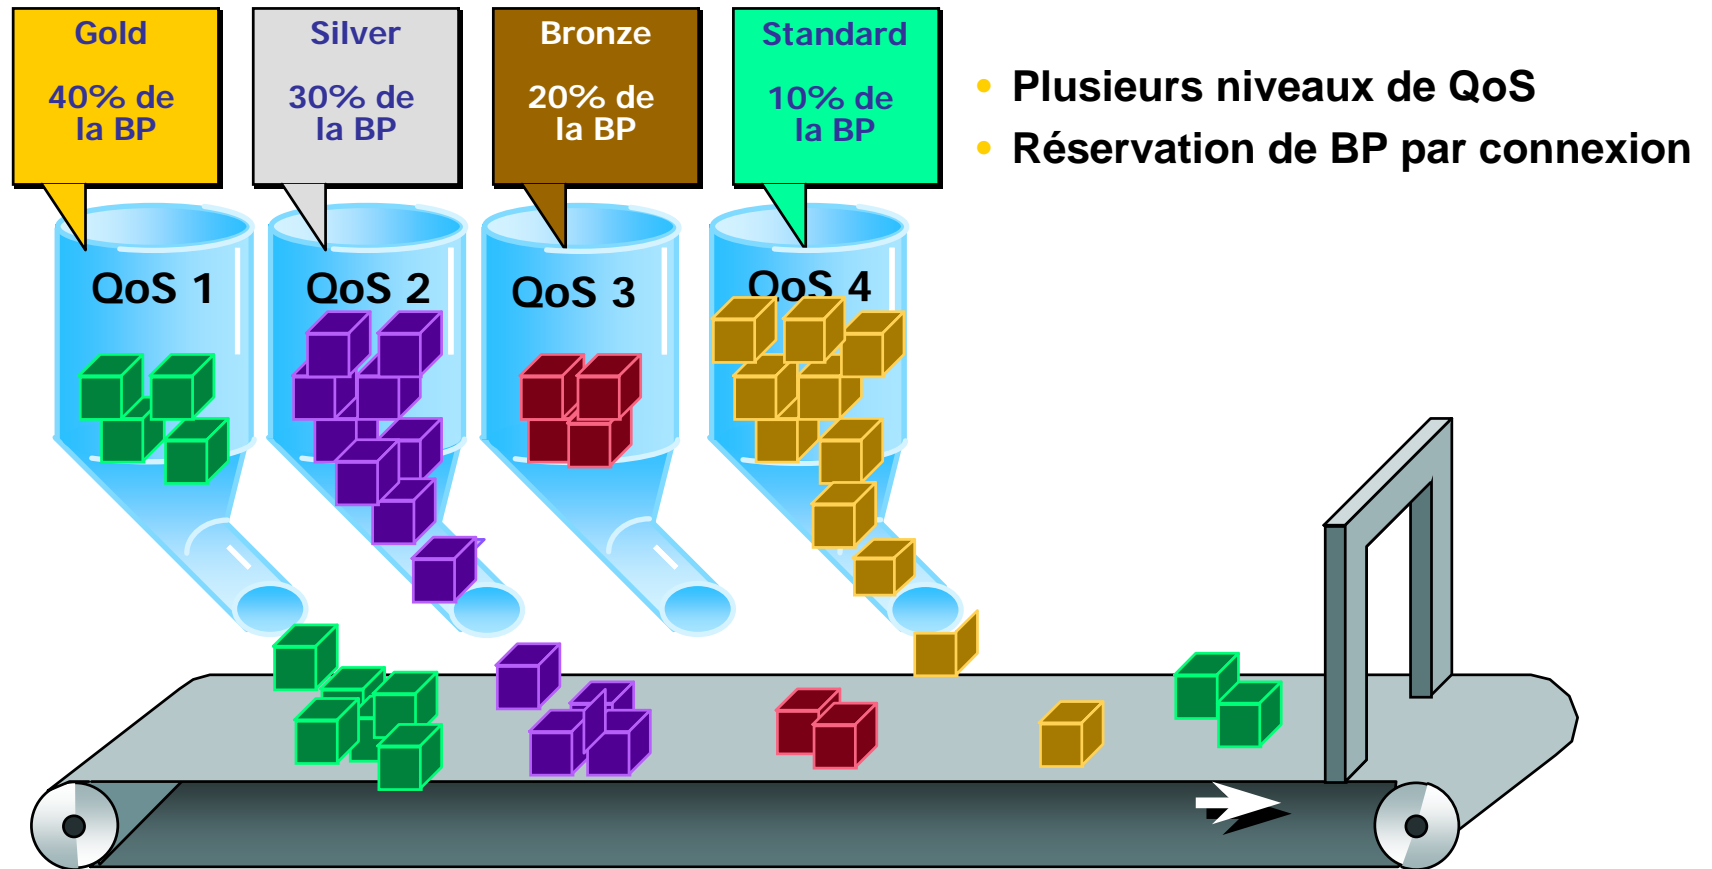 Gold
40% de
la BP
Silver
30% de
la BP
Bronze
20% de
la BP
Standard
10% de
la BP
• Plusieurs niveaux de QoS
• Réservation de BP par connexion
QoS 1
QoS 2
QoS 3
QoS 4